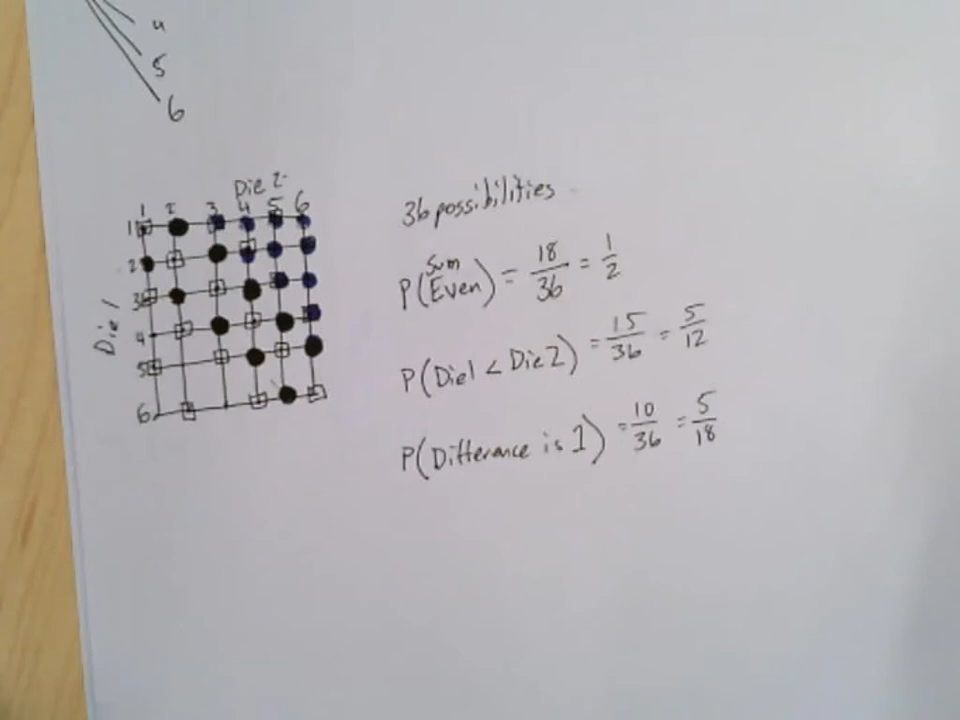 4
5
6
Die 2
1 2 3 4 5 6
Die 1
1
2
3
4
5
6
36 possibilities
P(Sum Even) = 18/36 = 1/2
P(Die1 < Die2) = 15/36 = 5/12
P(Difference is 1) = 10/36 = 5/18